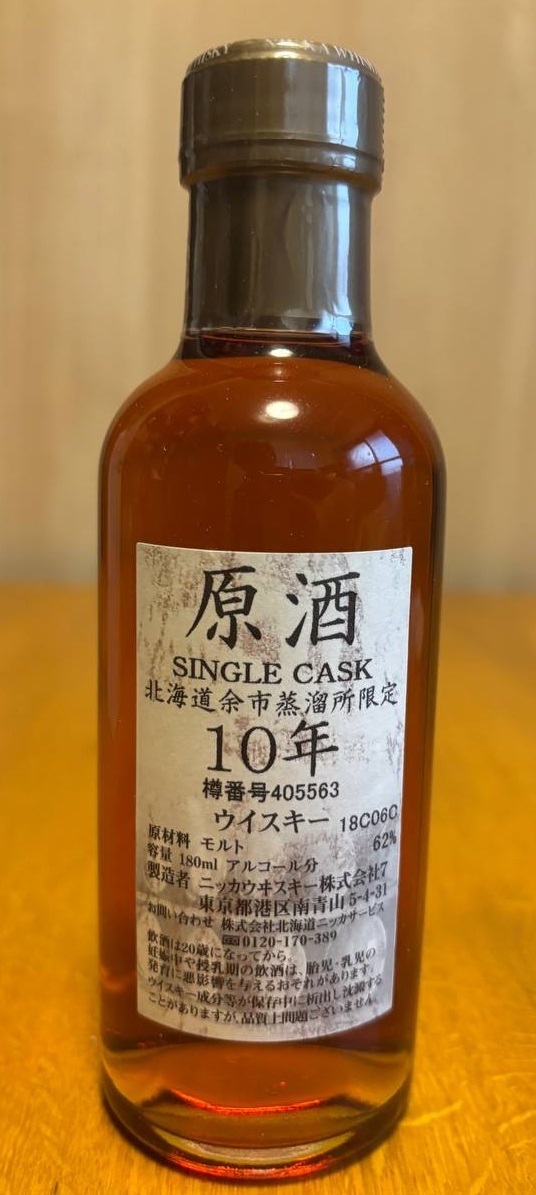 WHISKY NIKKA WHISKY
原酒
SINGLE CASK
北海道余市蒸溜所限定
10年
樽番号405563
ウイスキー 18C06C
原材料 モルト 62%
容量 180ml アルコール分
製造者 ニッカウヰスキー株式会社7
東京都港区南青山 5-4-31
お問い合わせ 株式会社北海道ニッカサービス
0120-170-389
飲酒は20歳になってから。
妊娠中や授乳期の飲酒は、胎児・乳児の
発育に悪影響を与えるおそれがあります。
ウイスキー成分等が保存中に析出し沈殿する
ことがありますが、品質上問題ございません。